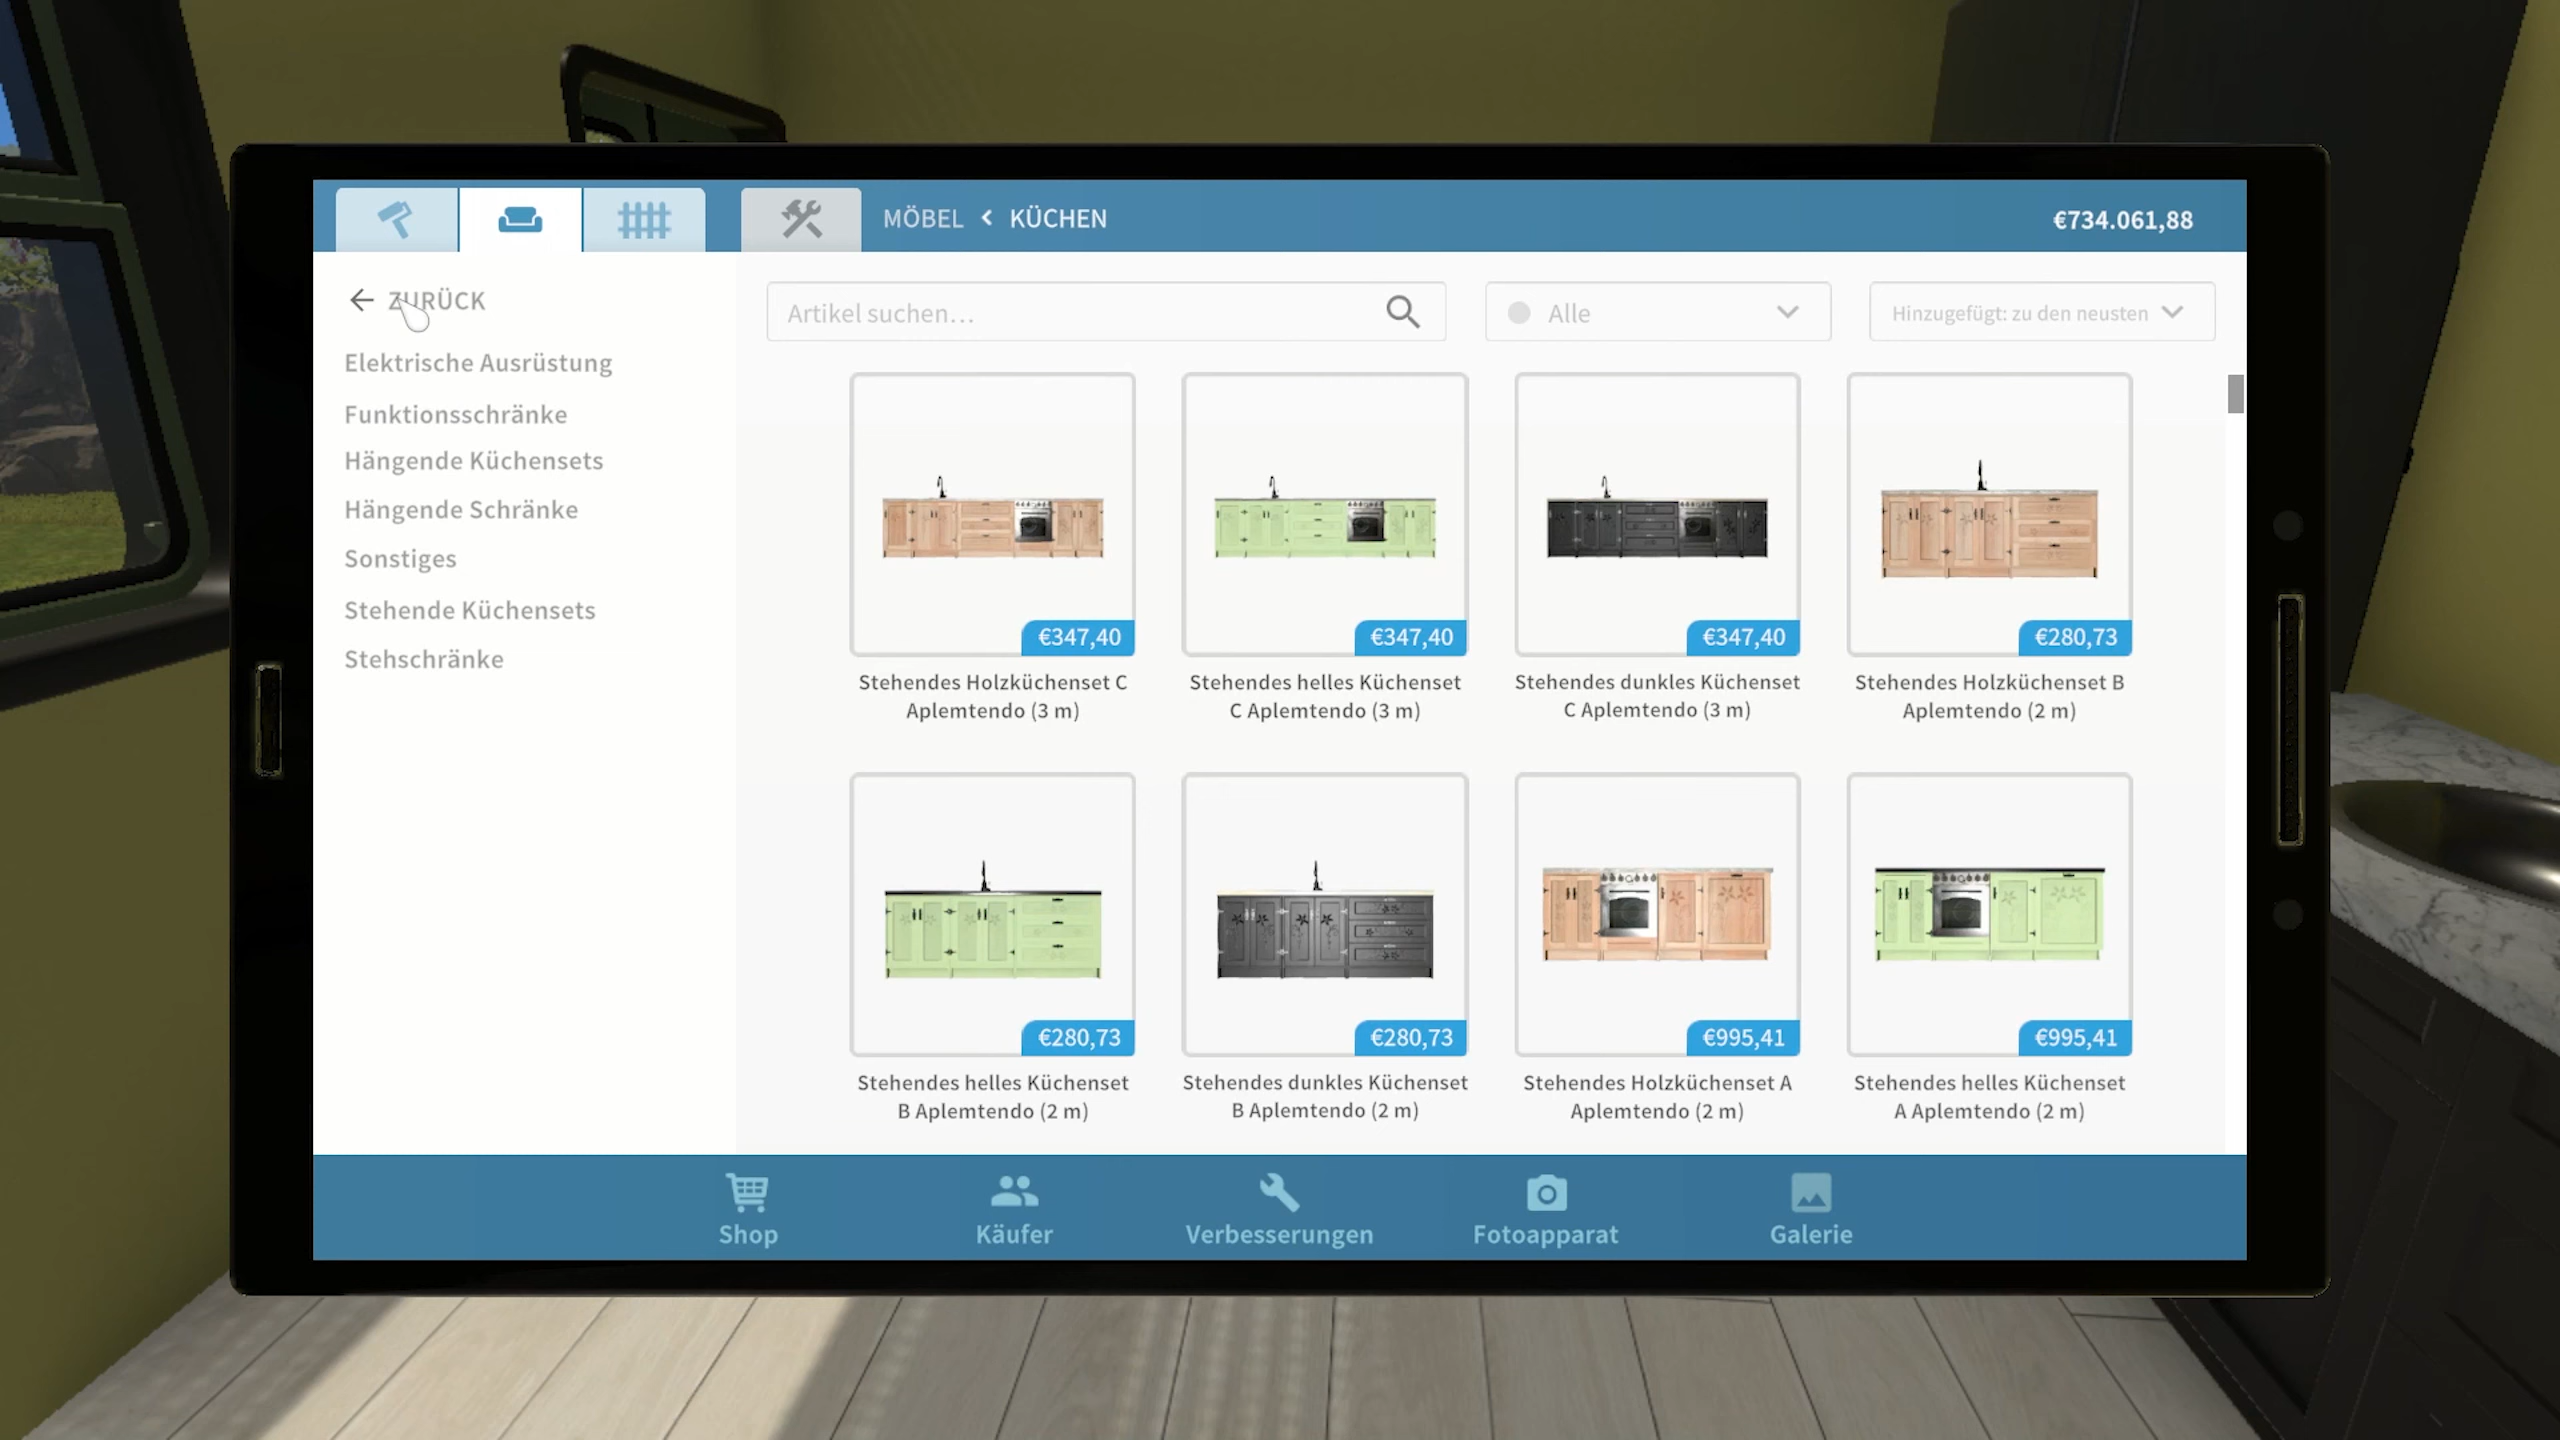 MÖBEL < KÜCHEN
€734.061,88
ZURÜCK
Artikel suchen...
Alle
Hinzugefügt: zu den neusten
Elektrische Ausrüstung
Funktionsschränke
Hängende Küchensets
Hängende Schränke
Sonstiges
Stehende Küchensets
Stehschränke
€347,40
€347,40
€347,40
€280,73
Stehendes Holzküchenset C
Aplemtendo (3 m)
Stehendes helles Küchenset
C Aplemtendo (3 m)
Stehendes dunkles Küchenset
C Aplemtendo (3 m)
Stehendes Holzküchenset B
Aplemtendo (2 m)
€280,73
€280,73
€995,41
€995,41
Stehendes helles Küchenset
B Aplemtendo (2 m)
Stehendes dunkles Küchenset
B Aplemtendo (2 m)
Stehendes Holzküchenset A
Aplemtendo (2 m)
Stehendes helles Küchenset
A Aplemtendo (2 m)
Shop
Käufer
Verbesserungen
Fotoapparat
Galerie